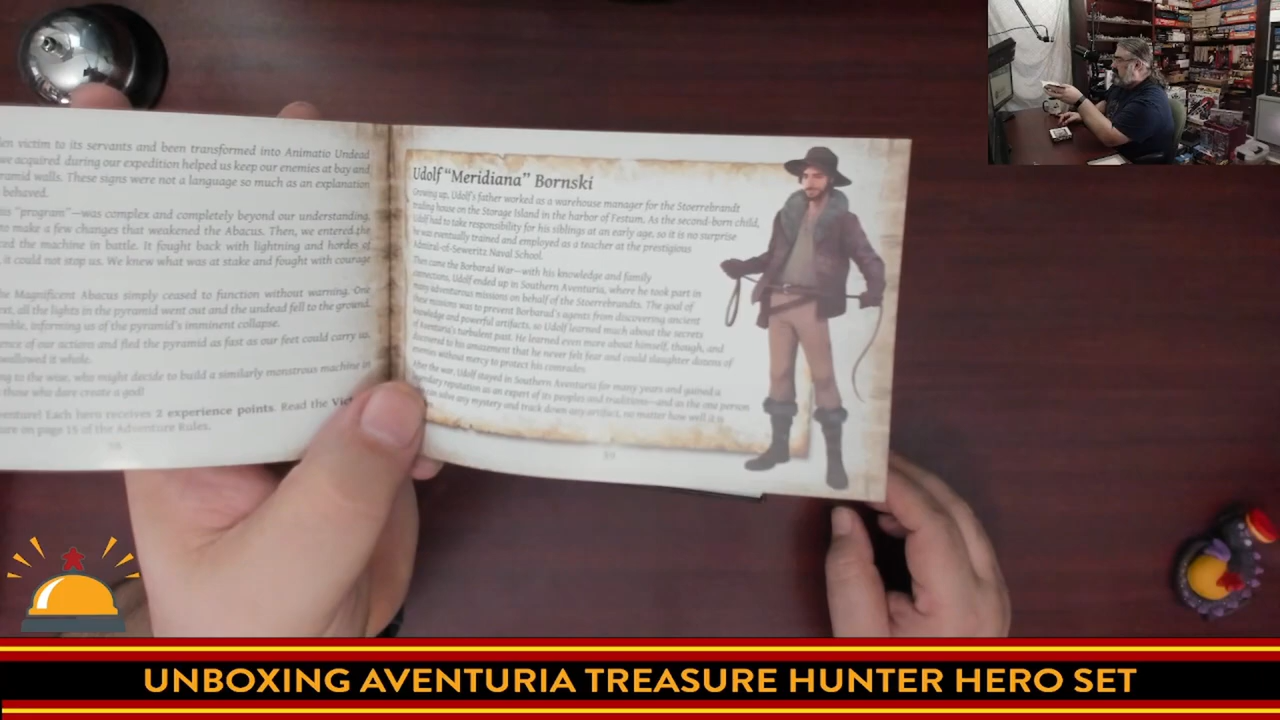 len victim to its servants and been transformed into Animatio Undead
we acquired during our expedition helped us keep our enemies at bay and
ramid walls. These signs were not a language so much as an explanation
behaved.
"program"—was complex and completely beyond our understanding.
to make a few changes that weakened the Abacus. Then, we entered the
ced the machine in battle. It fought back with lightning and hordes of
it could not stop us. We knew what was at stake and fought with courage
he Magnificent Abacus simply ceased to function without warning. One
all the lights in the pyramid went out and the undead fell to the ground.
informing us of the pyramid's imminent collapse.
ence of our actions and fled the pyramid as fast as our feet could carry us.
swallowed it whole.
ng to the wise, who might decide to build a similarly monstrous machine in
those who dare create a god!
venture! Each hero receives 2 experience points. Read the
on page 15 of the Adventure Rules.
Udolf "Meridiana" Bornski
Growing up, Udolf's father worked as a warehouse manager for the Stoerrebrandt
trading house on the Storage Island in the harbor of Festum. As the second-born child,
Udolf had to take responsibility for his siblings at an early age, so it is no surprise
he was eventually trained and employed as a teacher at the prestigious
Admiral-of-Seweritz Naval School.
Then came the Borbarad War—with his knowledge and family
connections, Udolf ended up in Southern Aventuria, where he took part in
many adventurous missions on behalf of the Stoerrebrandts. The goal of
these missions was to prevent Borbarad's agents from discovering ancient
knowledge and powerful artifacts, so Udolf learned much about the secrets
of Aventuria's turbulent past. He learned even more about himself, though, and
discovered to his amazement that he never felt fear and could slaughter dozens of
enemies without mercy to protect his comrades.
After the war, Udolf stayed in Southern Aventuria for many years and gained a
legendary reputation as an expert of its peoples and traditions—and as the one person
who can solve any mystery and track down any artifact, no matter how well it is
UNBOXING AVENTURIA TREASURE HUNTER HERO SET